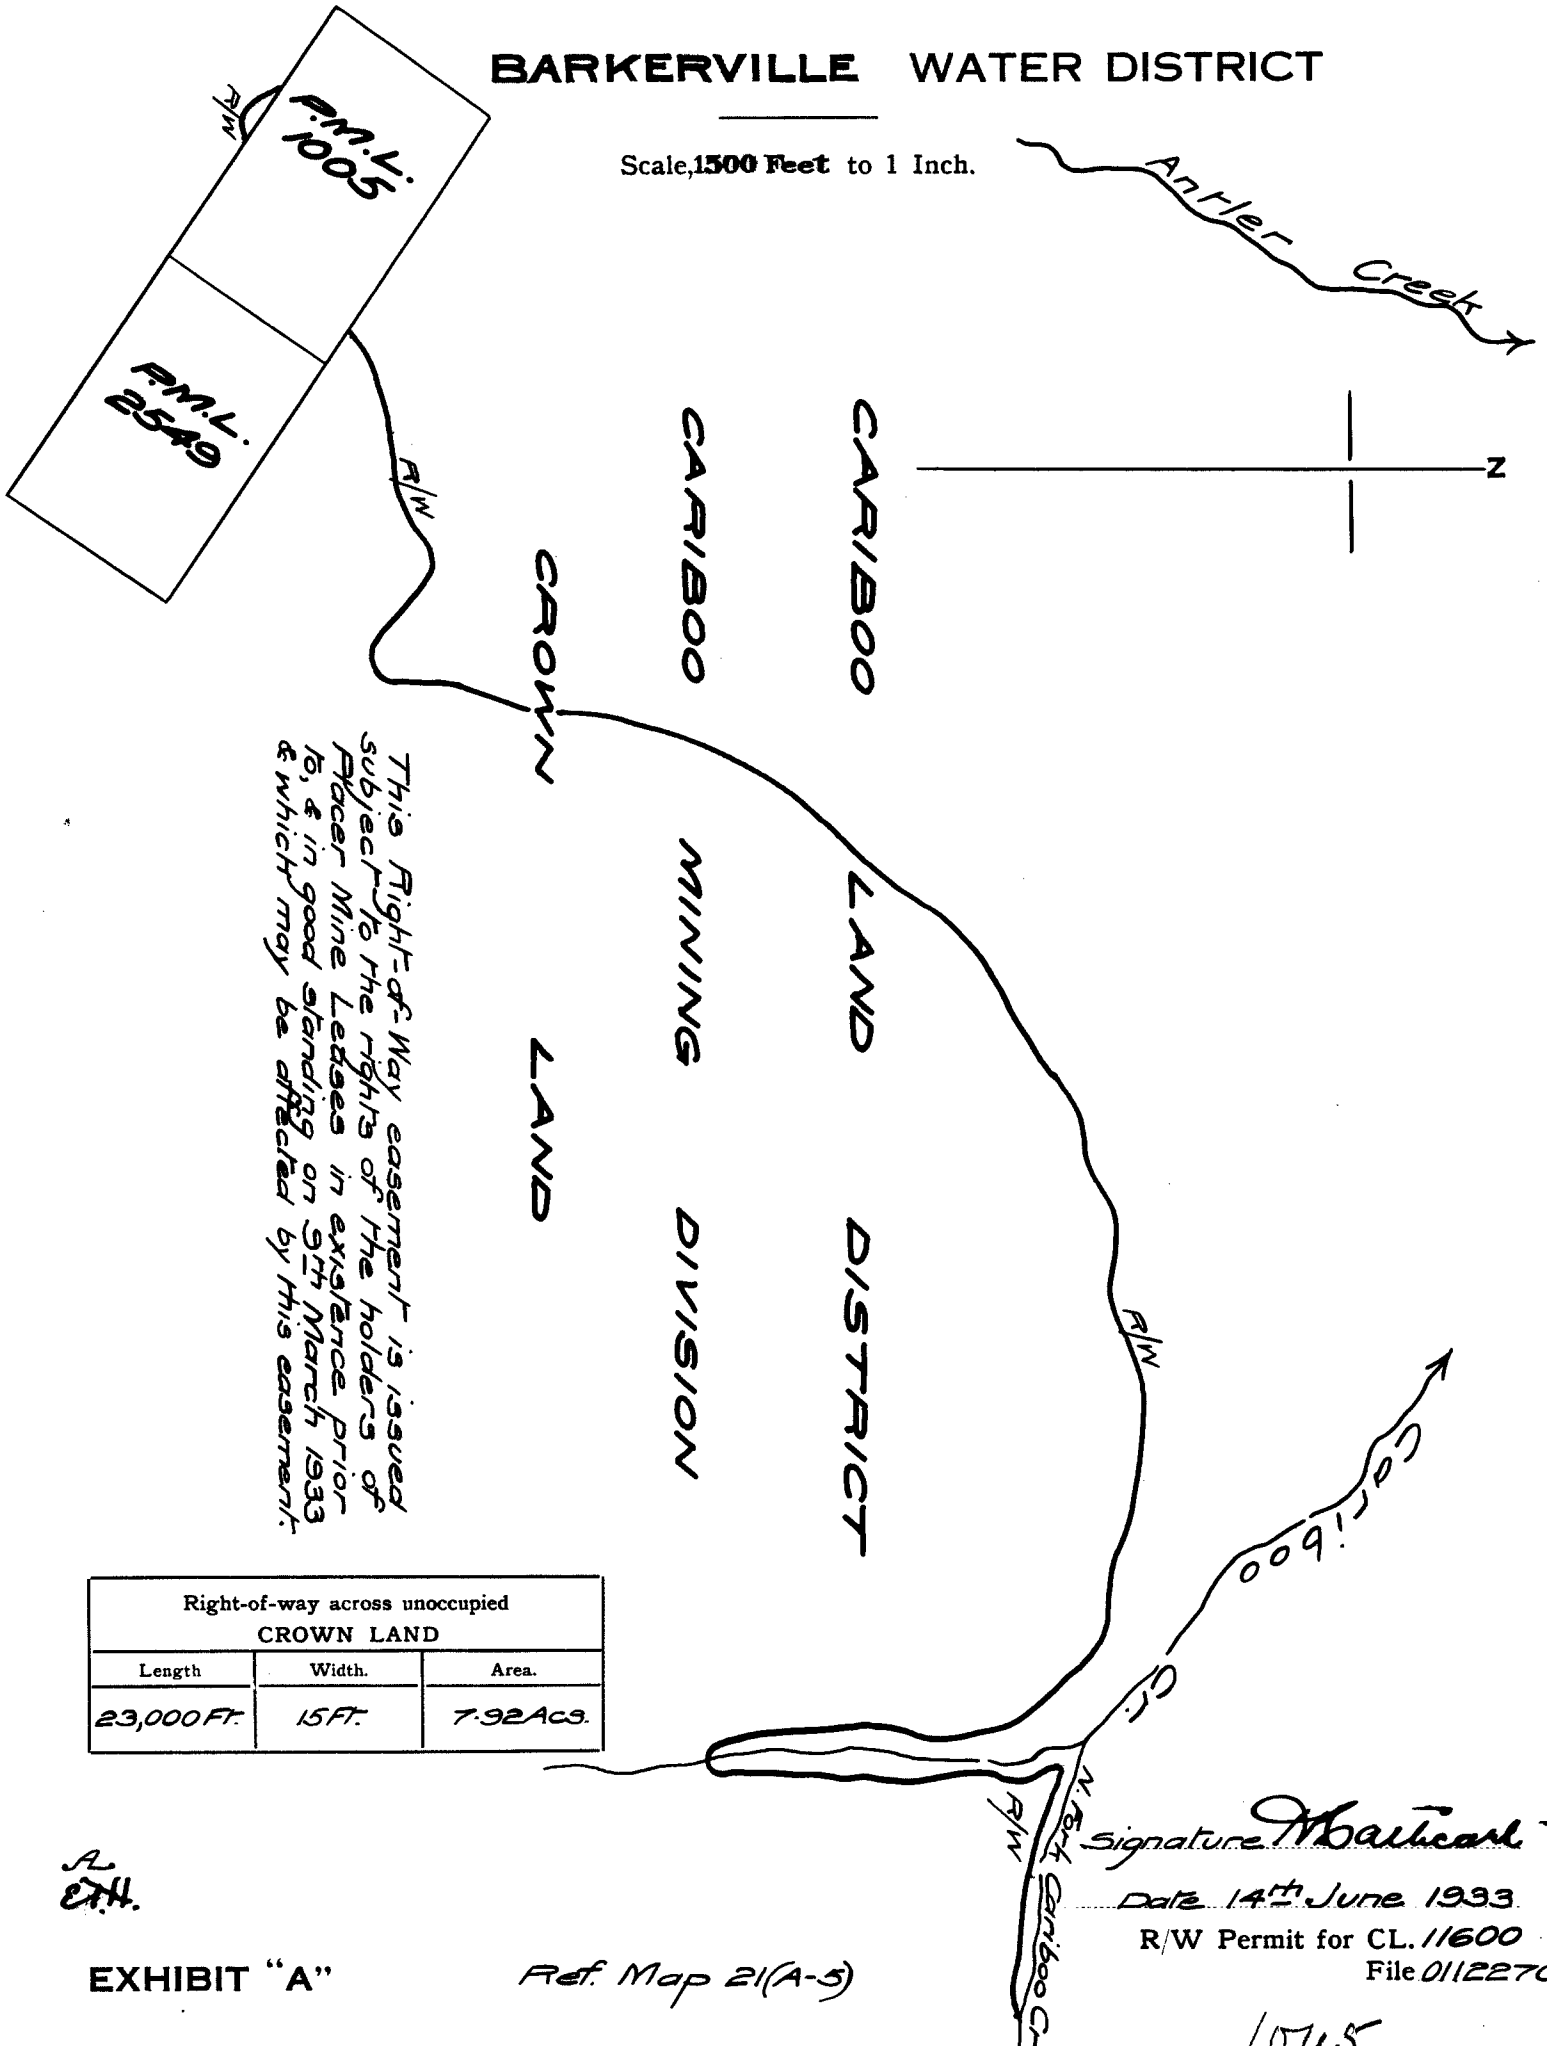 BARKERVILLE WATER DISTRICT
Scale, 1500 Feet to 1 Inch.
R/W
P.M.L.
1005
P.M.L.
2549
Antler Creek
N
R/W
CARIBOO LAND DISTRICT
CARIBOO MINING DIVISION
CROWN LAND
This Right-of-Way easement is issued
subject to the rights of the holders of
Placer Mine Leases in existence prior
to, & in good standing on 9th March 1933
& which may be affected by this easement.
R/W
Cariboo Cr.
Right-of-way across unoccupied
CROWN LAND
Length Width. Area.
23,000 Ft. 15 Ft. 7.92 Acs.
R/W
N. Fork Cariboo Cr
Signature
Date 14th June 1933
R/W Permit for CL. 11600
File 0112270
E.T.H.
EXHIBIT "A"
Ref. Map 21(A-5)